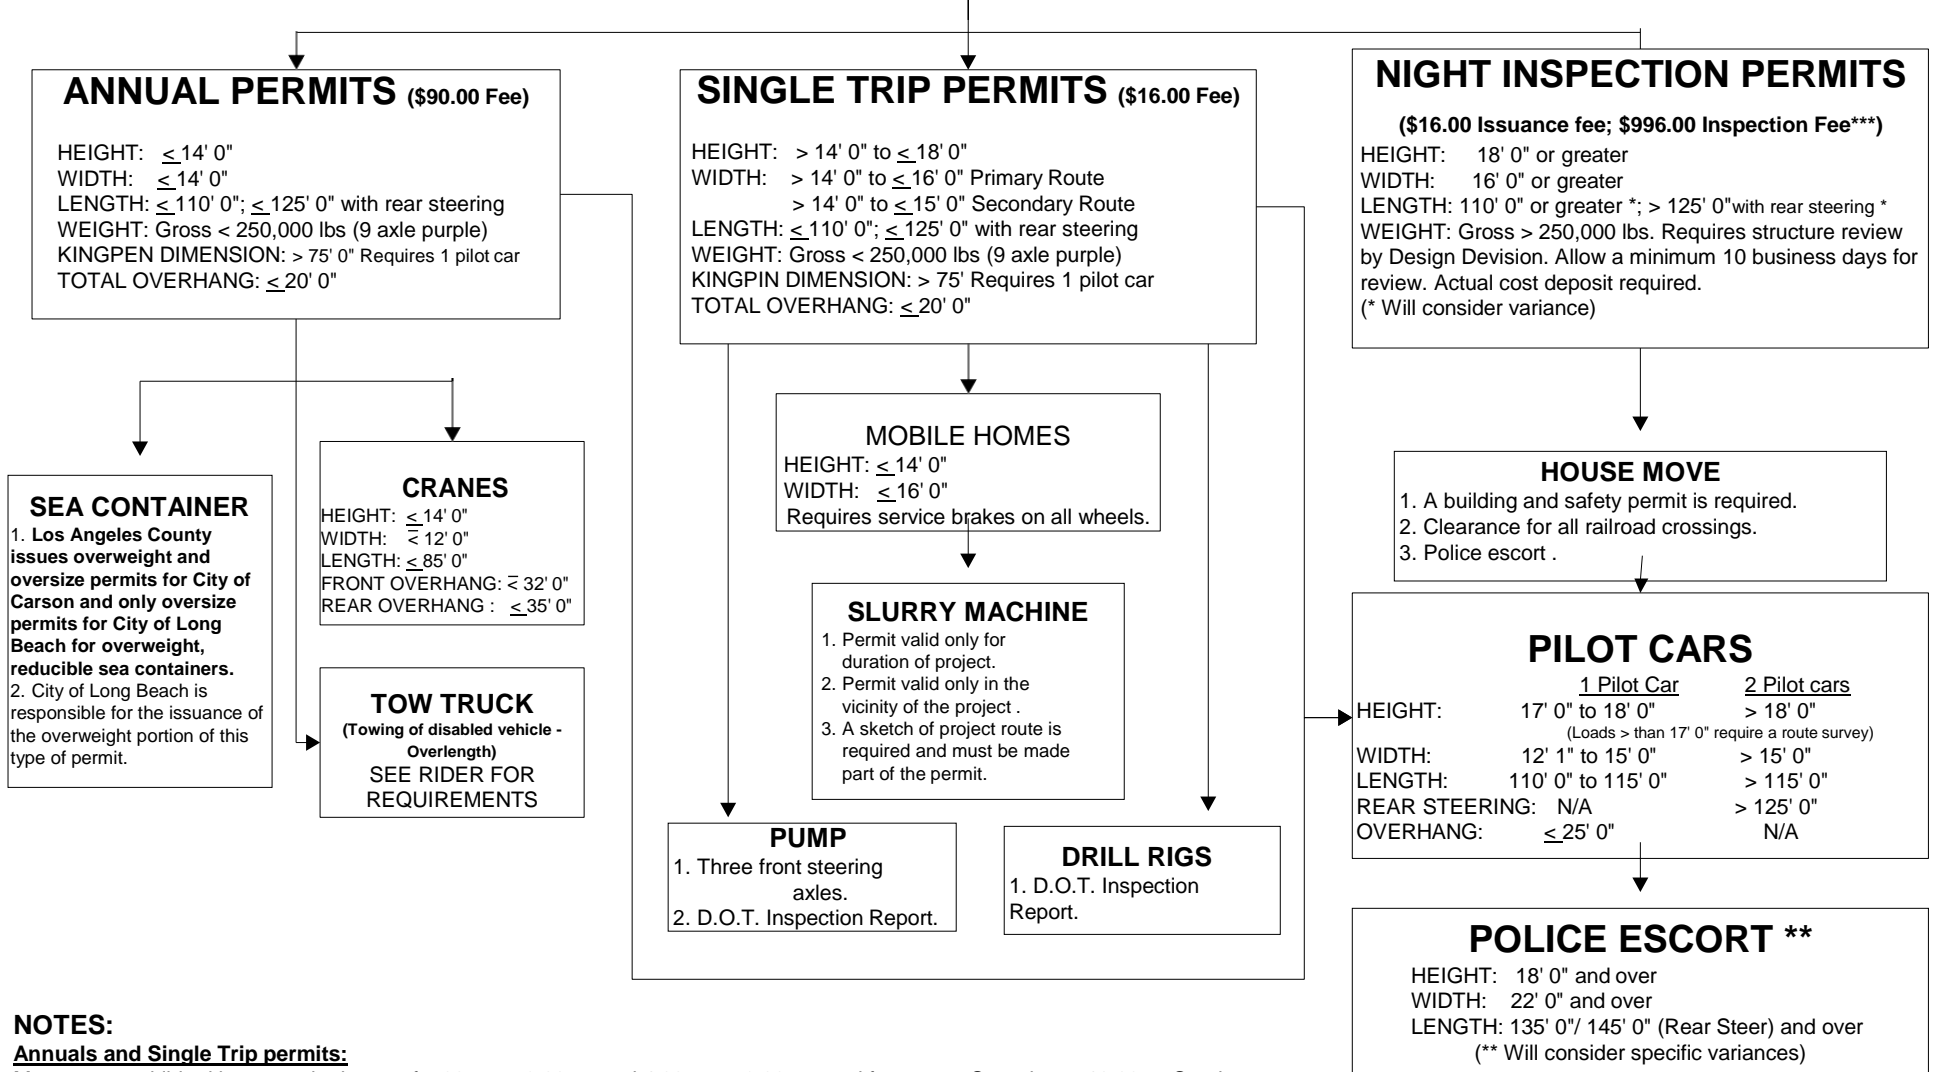 ANNUAL PERMITS ($90.00 Fee)
HEIGHT: < 14' 0"
WIDTH: < 14' 0"
LENGTH: < 110' 0"; < 125' 0" with rear steering
WEIGHT: Gross < 250,000 lbs (9 axle purple)
KINGPEN DIMENSION: > 75' 0" Requires 1 pilot car
TOTAL OVERHANG: < 20' 0"
SINGLE TRIP PERMITS ($16.00 Fee)
HEIGHT: > 14' 0" to < 18' 0"
WIDTH: > 14' 0" to < 16' 0" Primary Route
> 14' 0" to < 15' 0" Secondary Route
LENGTH: < 110' 0"; < 125' 0" with rear steering
WEIGHT: Gross < 250,000 lbs (9 axle purple)
KINGPIN DIMENSION: > 75' Requires 1 pilot car
TOTAL OVERHANG: < 20' 0"
NIGHT INSPECTION PERMITS
($16.00 Issuance fee; $996.00 Inspection Fee***)
HEIGHT: 18' 0" or greater
WIDTH: 16' 0" or greater
LENGTH: 110' 0" or greater *; > 125' 0"with rear steering *
WEIGHT: Gross > 250,000 lbs. Requires structure review
by Design Devision. Allow a minimum 10 business days for
review. Actual cost deposit required.
(* Will consider variance)
SEA CONTAINER
1. Los Angeles County
issues overweight and
oversize permits for City of
Carson and only oversize
permits for City of Long
Beach for overweight,
reducible sea containers.
2. City of Long Beach is
responsible for the issuance of
the overweight portion of this
type of permit.
CRANES
HEIGHT: < 14' 0"
WIDTH: < 12' 0"
LENGTH: < 85' 0"
FRONT OVERHANG: < 32' 0"
REAR OVERHANG : < 35' 0"
TOW TRUCK
(Towing of disabled vehicle -
Overlength)
SEE RIDER FOR
REQUIREMENTS
MOBILE HOMES
HEIGHT: < 14' 0"
WIDTH: < 16' 0"
Requires service brakes on all wheels.
SLURRY MACHINE
1. Permit valid only for
duration of project.
2. Permit valid only in the
vicinity of the project .
3. A sketch of project route is
required and must be made
part of the permit.
PUMP
1. Three front steering
axles.
2. D.O.T. Inspection Report.
DRILL RIGS
1. D.O.T. Inspection
Report.
HOUSE MOVE
1. A building and safety permit is required.
2. Clearance for all railroad crossings.
3. Police escort .
PILOT CARS
1 Pilot Car 2 Pilot cars
HEIGHT: 17' 0" to 18' 0" > 18' 0"
(Loads > than 17' 0" require a route survey)
WIDTH: 12' 1" to 15' 0" > 15' 0"
LENGTH: 110' 0" to 115' 0" > 115' 0"
REAR STEERING: N/A > 125' 0"
OVERHANG: < 25' 0" N/A
POLICE ESCORT **
HEIGHT: 18' 0" and over
WIDTH: 22' 0" and over
LENGTH: 135' 0"/ 145' 0" (Rear Steer) and over
(** Will consider specific variances)
NOTES:
Annuals and Single Trip permits: